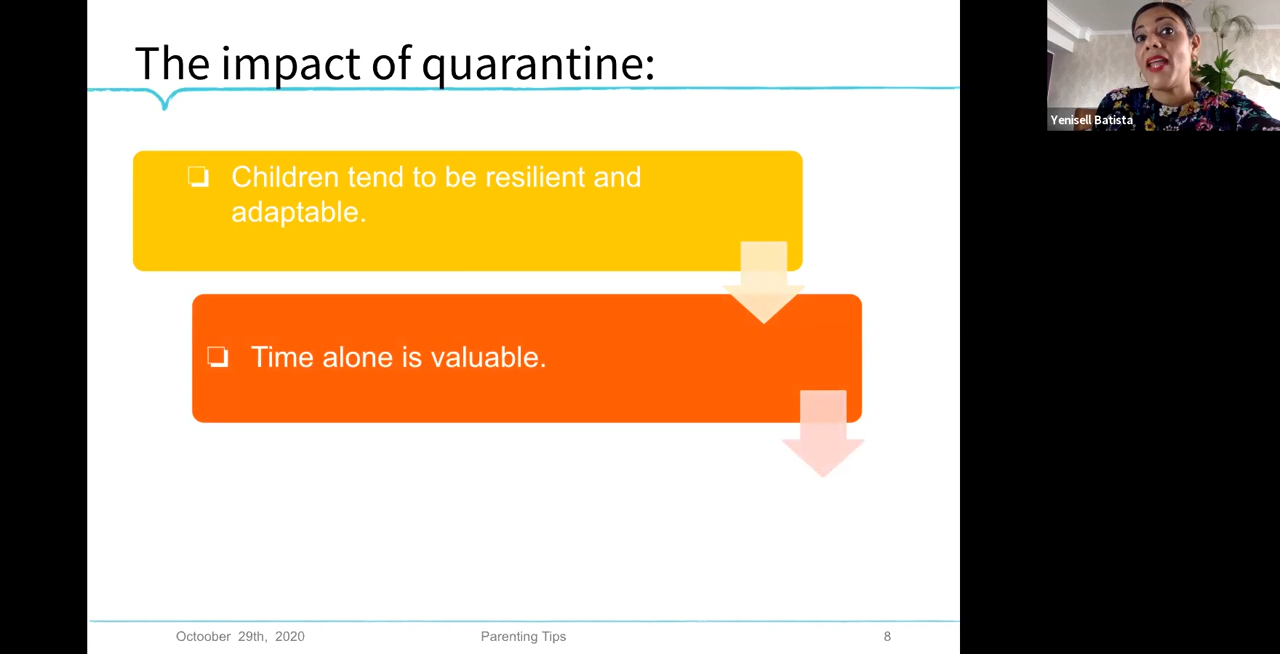 The impact of quarantine:
Yenisell Batista
❏ Children tend to be resilient and
adaptable.
❏ Time alone is valuable.
Octoober 29th, 2020
Parenting Tips
8